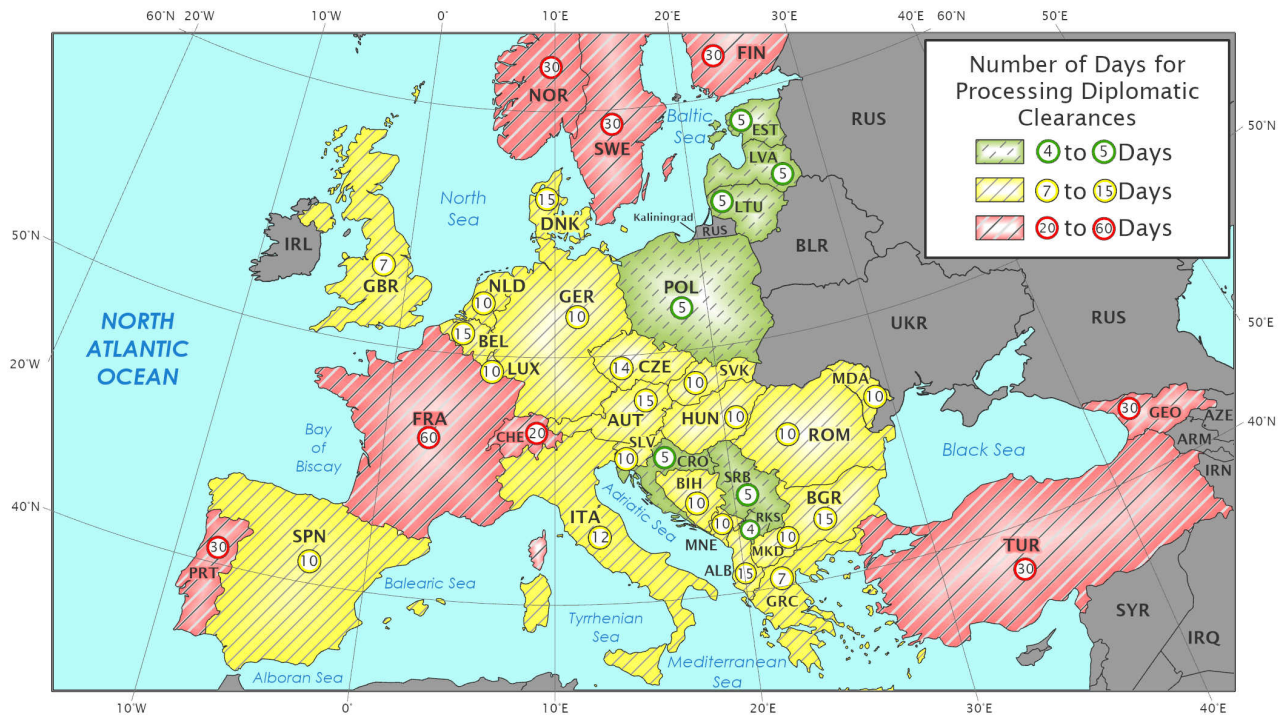 60°N 20°W 10°W 0° 10°E 20°E 30°E 40°E 60°N 50°E
Number of Days for
Processing Diplomatic
Clearances
4 to 5 Days
7 to 15 Days
20 to 60 Days
30 FIN
30
NOR
30
SWE
Baltic
Sea
5
EST
LVA
5
5
LTU
RUS
50°N
North
Sea
15
DNK
Kaliningrad
RUS
BLR
50°N
IRL
7
GBR
NLD
10
GER
10
POL
5
UKR
RUS
50°E
NORTH
ATLANTIC
OCEAN
15
BEL
10
LUX
14
CZE
SVK
10
MDA
10
20°W
FRA
60
CHE
20
15
AUT
HUN
10
10
ROM
30
GEO
AZE
ARM
IRN
40°N
Bay
of
Biscay
SLV
10
5
CRO
SRB
5
BIH
10
RKS
4
BGR
15
Black Sea
Adriatic Sea
40°N
30
PRT
SPN
10
ITA
12
10
MNE
10
MKD
ALB
15
7
GRC
TUR
30
Balearic Sea
Tyrrhenian
Sea
Mediterranean
Sea
Alboran Sea
SYR
IRQ
10°W 0° 10°E 20°E 30°E 40°E